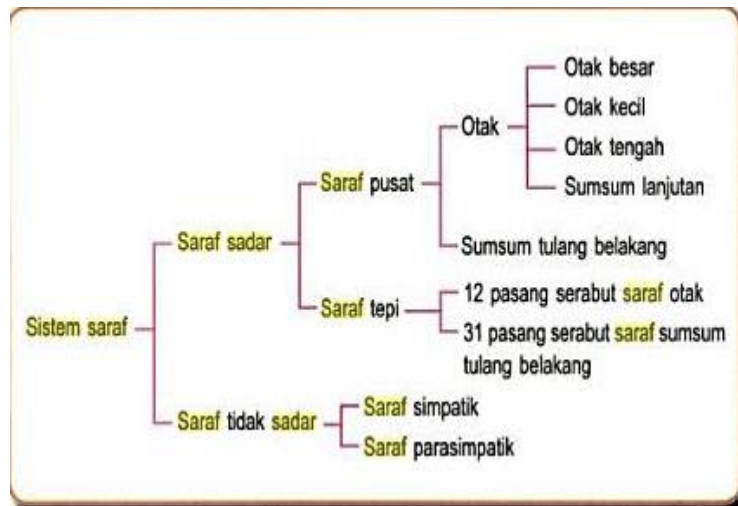 Otak besar
Otak kecil
Otak
Otak tengah
Saraf pusat
Sumsum lanjutan
Saraf sadar
Sumsum tulang belakang
Saraf tepi
12 pasang serabut saraf otak
31 pasang serabut saraf sumsum
tulang belakang
Sistem saraf
Saraf tidak sadar
Saraf simpatik
Saraf parasimpatik